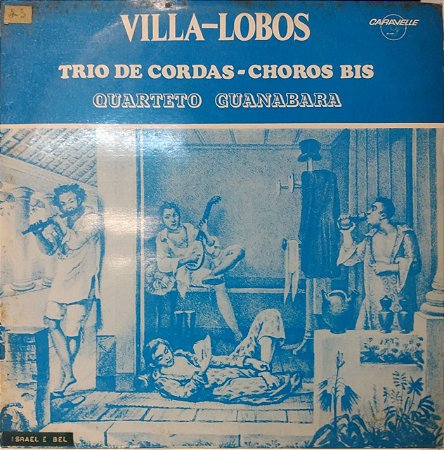 VILLA-LOBOS
CARAVELLE
TRIO DE CORDAS-CHOROS BIS
QUARTETO GUANABARA
ISRAEL E BEL